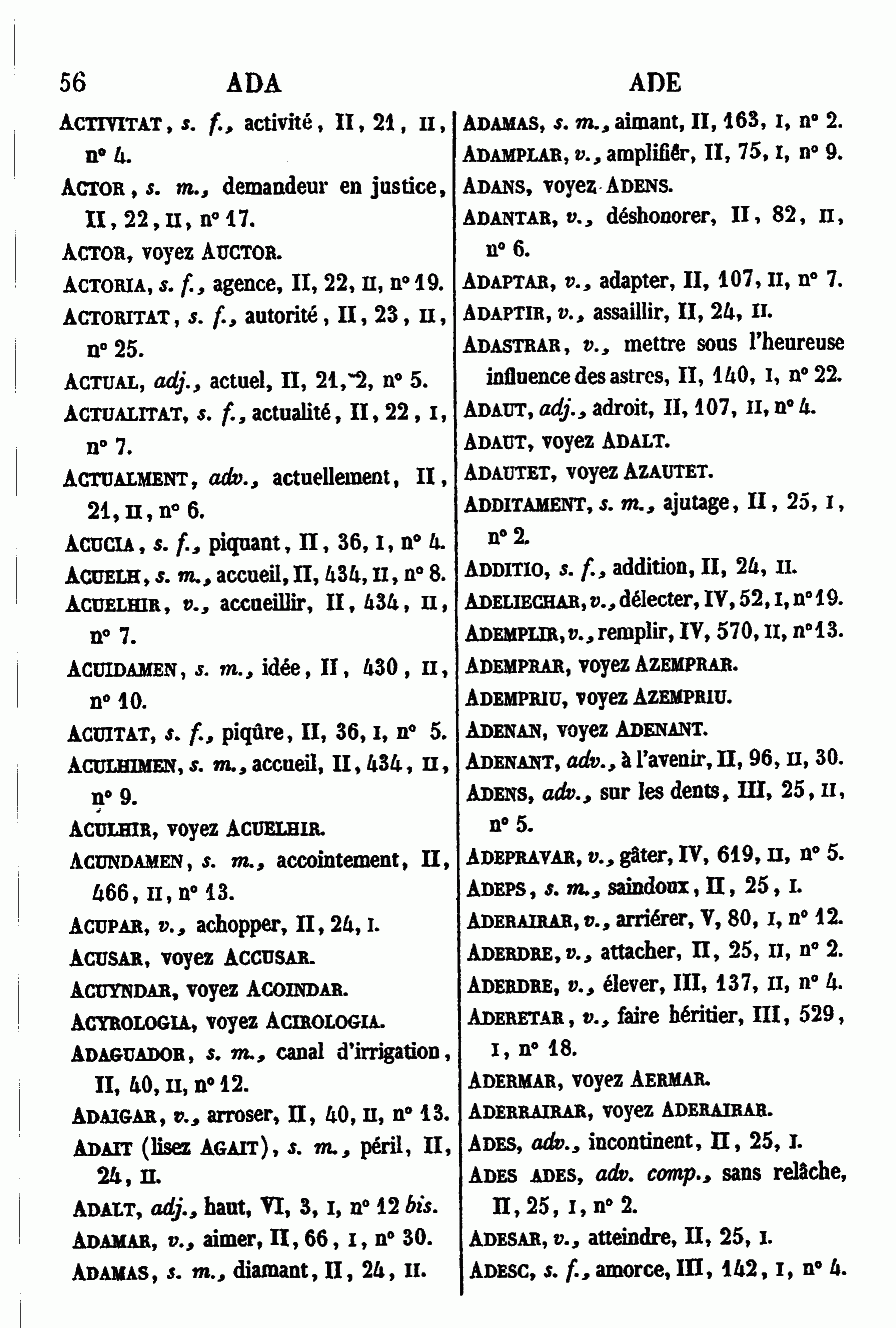 56 ADA ADE
ACTIVITAT, s. f., activité, II, 21, II,
n° 4.
ACTOR, s. m., demandeur en justice,
II, 22, II, n° 17.
ACTOR, voyez AUCTOR.
ACTORIA, s. f., agence, II, 22, II, n° 19.
ACTORITAT, s. f., autorité, II, 23, II,
n° 25.
ACTUAL, adj., actuel, II, 21, 2, n° 5.
ACTUALITAT, s. f., actualité, II, 22, I,
n° 7.
ACTUALMENT, adv., actuellement, II,
21, II, n° 6.
ACUCIA, s. f., piquant, II, 36, I, n° 4.
ACUELH, s. m., accueil, II, 434, II, n° 8.
ACUELHIR, v., accueillir, II, 434, II,
n° 7.
ACUIDAMEN, s. m., idée, II, 430, II,
n° 10.
ACUITAT, s. f., piqûre, II, 36, I, n° 5.
ACULHIMEN, s. m., accueil, II, 434, II,
n° 9.
ACULHIR, voyez ACUELHIR.
ACUNDAMEN, s. m., accointement, II,
466, II, n° 13.
ACUPAR, v., achopper, II, 24, I.
ACUSAR, voyez ACCUSAR.
ACUYNDAR, voyez ACOINDAR.
ACYROLOGIA, voyez ACIROLOGIA.
ADAGUADOR, s. m., canal d'irrigation,
II, 40, II, n° 12.
ADAIGAR, v., arroser, II, 40, II, n° 13.
ADAIT (lisez AGAIT), s. m., péril, II,
24, II.
ADALT, adj., haut, VI, 3, I, n° 12 bis.
ADAMAR, v., aimer, II, 66, I, n° 30.
ADAMAS, s. m., diamant, II, 24, II.
ADAMAS, s. m., aimant, II, 163, I, n° 2.
ADAMPLAR, v., amplifiêr, II, 75, I, n° 9.
ADANS, voyez ADENS.
ADANTAR, v., déshonorer, II, 82, II,
n° 6.
ADAPTAR, v., adapter, II, 107, II, n° 7.
ADAPTIR, v., assaillir, II, 24, II.
ADASTRAR, v., mettre sous l'heureuse
influence des astres, II, 140, I, n° 22.
ADAUT, adj., adroit, II, 107, II, n° 4.
ADAUT, voyez ADALT.
ADAUTET, voyez AZAUTET.
ADDITAMENT, s. m., ajutage, II, 25, I,
n° 2.
ADDITIO, s. f., addition, II, 24, II.
ADELIECHAR, v., délecter, IV, 52, I, n° 19.
ADEMPLIR, v., remplir, IV, 570, II, n° 13.
ADEMPRAR, voyez AZEMPRAR.
ADEMPRIU, voyez AZEMPRIU.
ADENAN, voyez ADENANT.
ADENANT, adv., à l'avenir, II, 96, II, 30.
ADENS, adv., sur les dents, III, 25, II,
n° 5.
ADEPRAVAR, v., gâter, IV, 619, II, n° 5.
ADEPS, s. m., saindoux, II, 25, I.
ADERAIRAR, v., arriérer, V, 80, I, n° 12.
ADERDRE, v., attacher, II, 25, II, n° 2.
ADERDRE, v., élever, III, 137, II, n° 4.
ADERETAR, v., faire héritier, III, 529,
I, n° 18.
ADERMAR, voyez AERMAR.
ADERRAIRAR, voyez ADERAIRAR.
ADES, adv., incontinent, II, 25, I.
ADES ADES, adv. comp., sans relâche,
II, 25, I, n° 2.
ADESAR, v., atteindre, II, 25, I.
ADESC, s. f., amorce, III, 142, I, n° 4.